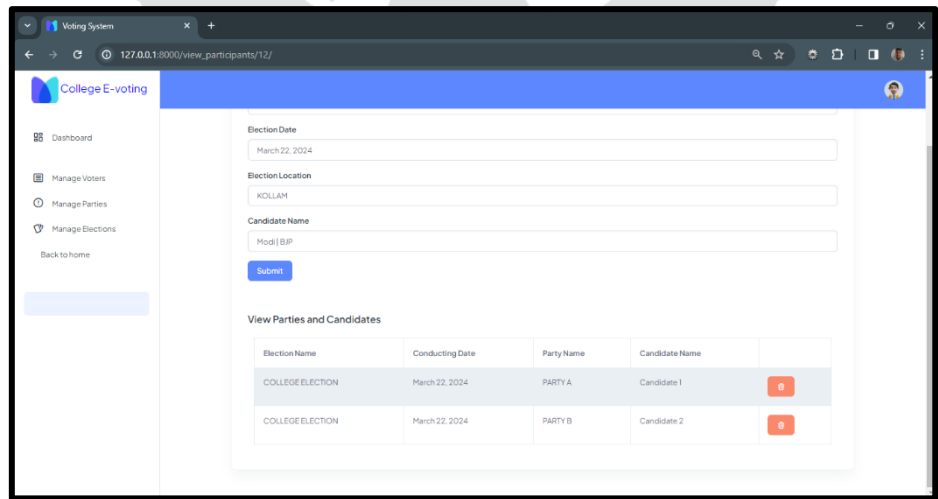 Voting System
127.0.0.1:8000/view_participants/12/
College E-voting
Dashboard
Manage Voters
Manage Parties
Manage Elections
Back to home
Election Date
March 22, 2024
Election Location
KOLLAM
Candidate Name
Modi | BJP
Submit
View Parties and Candidates
Election Name Conducting Date Party Name Candidate Name
COLLEGE ELECTION March 22, 2024 PARTY A Candidate 1
COLLEGE ELECTION March 22, 2024 PARTY B Candidate 2